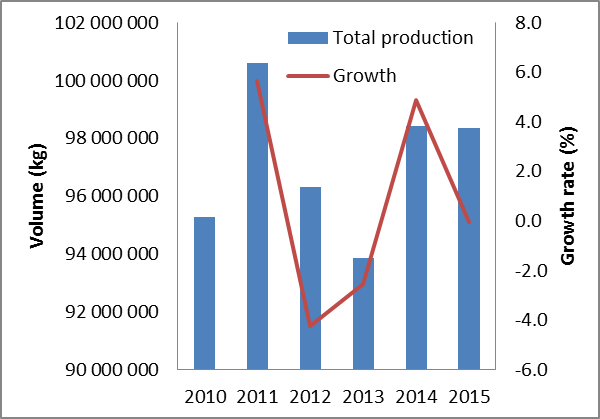 102 000 000
100 000 000
98 000 000
96 000 000
94 000 000
92 000 000
90 000 000
Volume (kg)
Total production
Growth
8.0
6.0
4.0
2.0
0.0
-2.0
-4.0
-6.0
Growth rate (%)
2010 2011 2012 2013 2014 2015